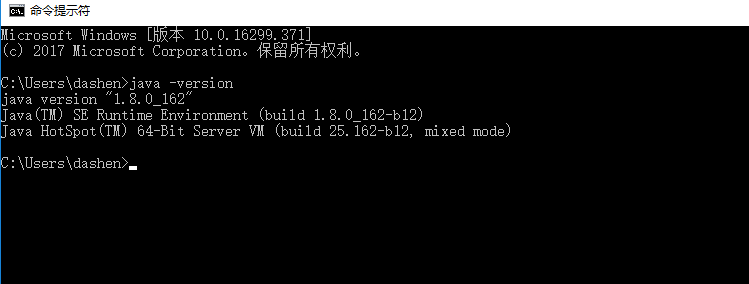 命令提示符
Microsoft Windows [版本 10.0.16299.371]
(c) 2017 Microsoft Corporation。保留所有权利。
C:\Users\dashen>java -version
java version "1.8.0_162"
Java(TM) SE Runtime Environment (build 1.8.0_162-b12)
Java HotSpot(TM) 64-Bit Server VM (build 25.162-b12, mixed mode)
C:\Users\dashen>